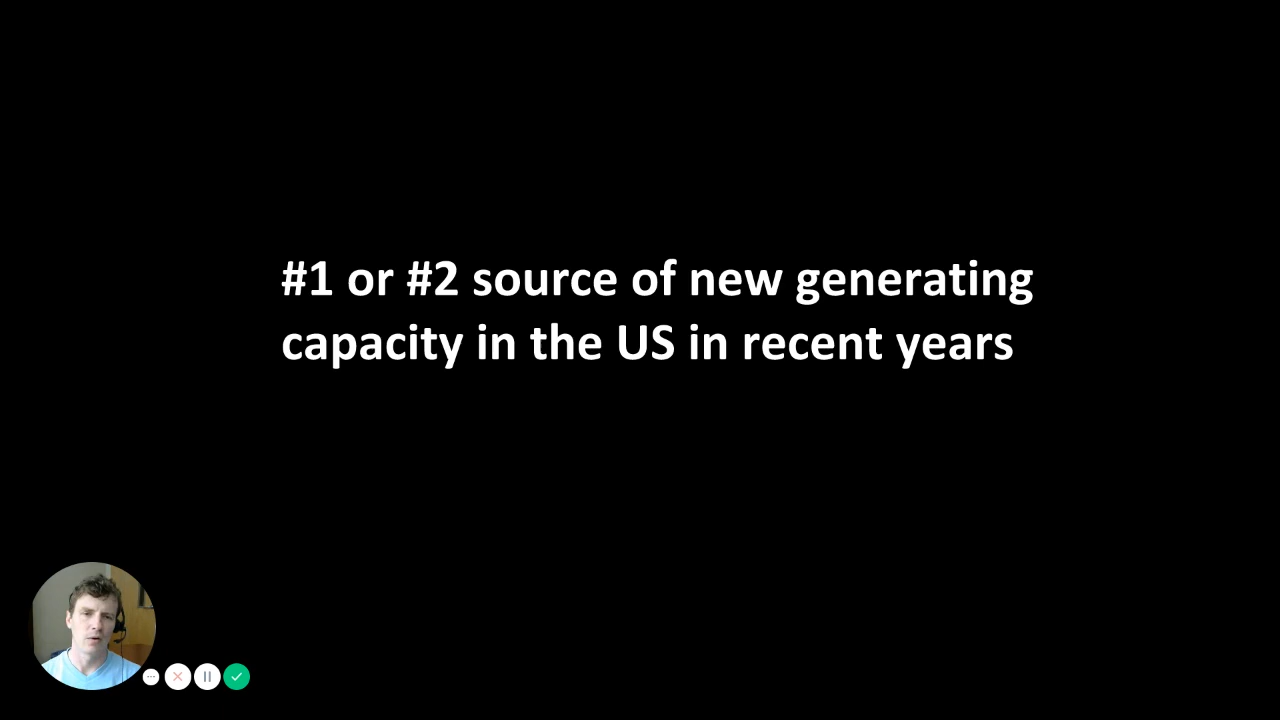 #1 or #2 source of new generating
capacity in the US in recent years